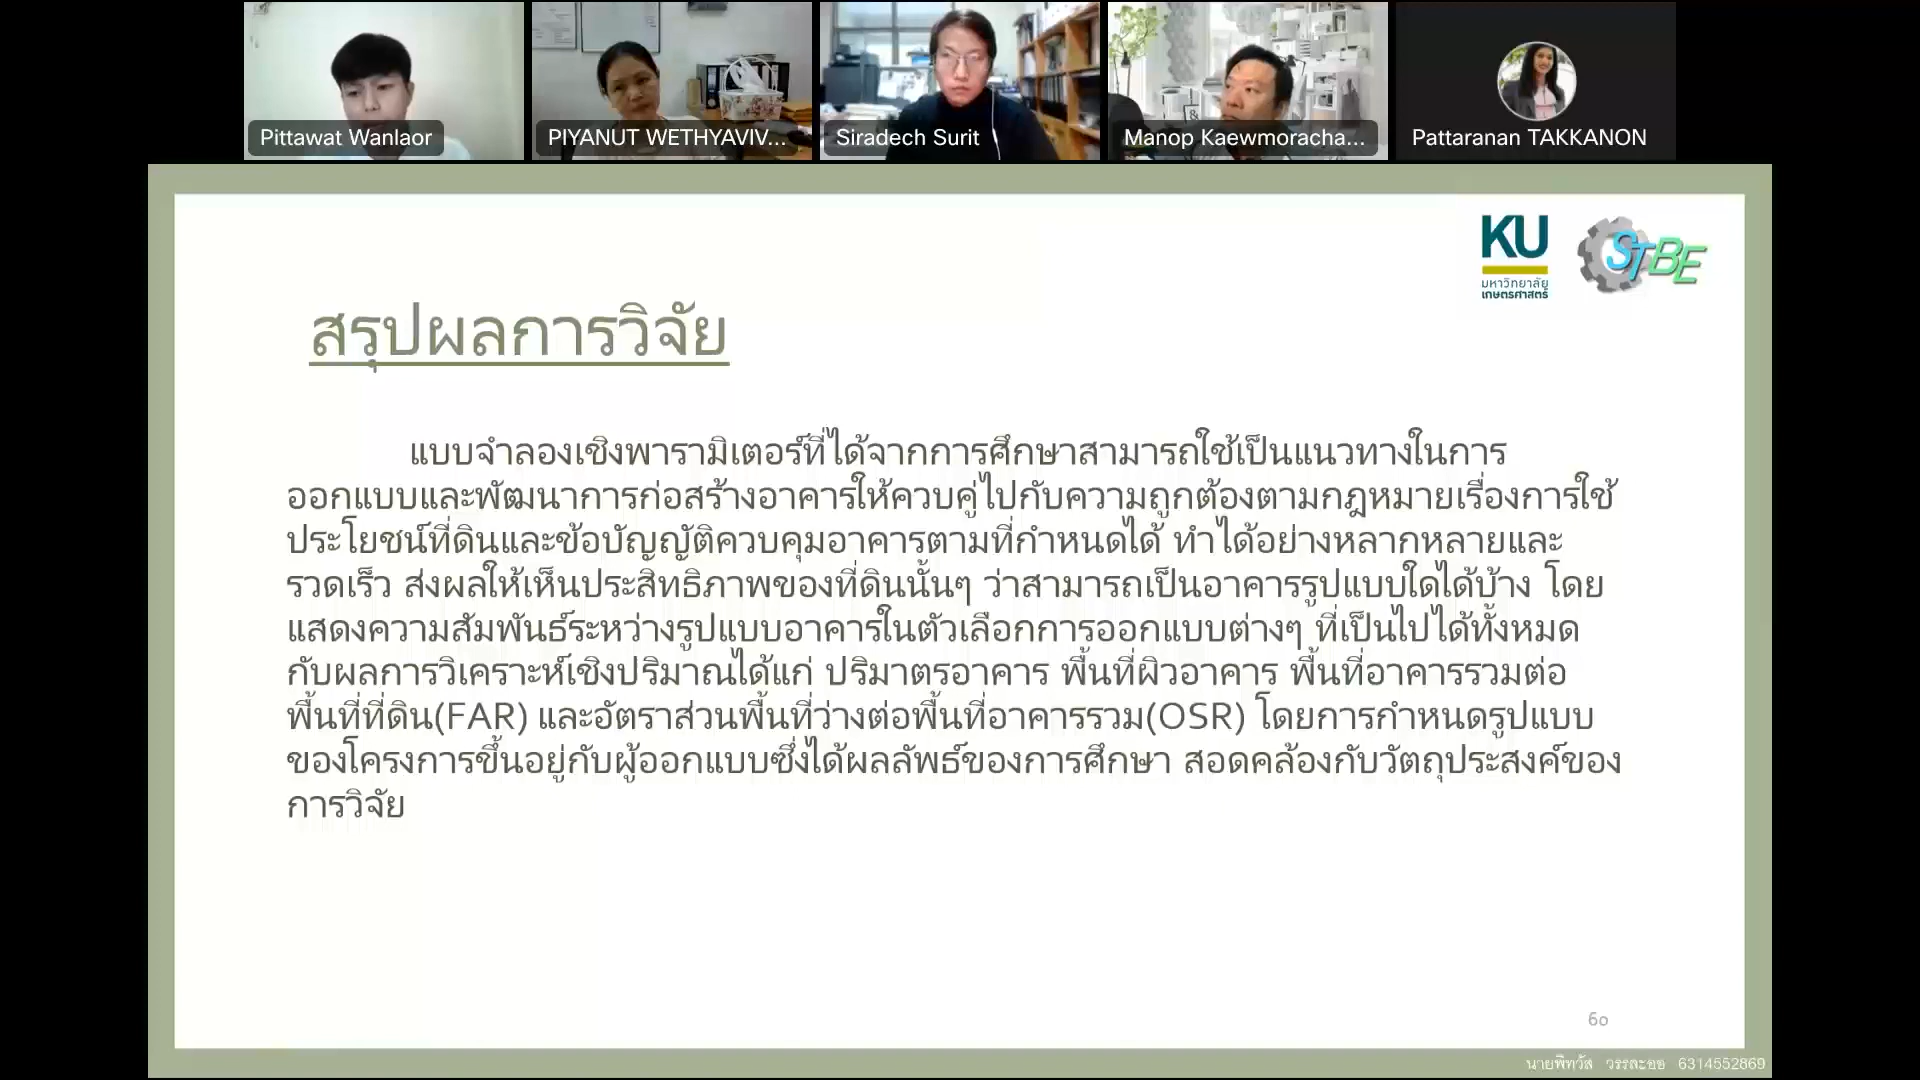 Pittawat Wanlaor
PIYANUT WETHYAVIV...
Siradech Surit
Manop Kaewmoracha...
Pattaranan TAKKANON
KU
มหาวิทยาลัย
เกษตรศาสตร์
STBE
สรุปผลการวิจัย
แบบจำลองเชิงพารามิเตอร์ที่ได้จากการศึกษาสามารถใช้เป็นแนวทางในการ
ออกแบบและพัฒนาการก่อสร้างอาคารให้ควบคู่ไปกับความถูกต้องตามกฎหมายเรื่องการใช้
ประโยชน์ที่ดินและข้อบัญญัติควบคุมอาคารตามที่กำหนดได้ ทำได้อย่างหลากหลายและ
รวดเร็ว ส่งผลให้เห็นประสิทธิภาพของที่ดินนั้นๆ ว่าสามารถเป็นอาคารรูปแบบใดได้บ้าง โดย
แสดงความสัมพันธ์ระหว่างรูปแบบอาคารในตัวเลือกการออกแบบต่างๆ ที่เป็นไปได้ทั้งหมด
กับผลการวิเคราะห์เชิงปริมาณได้แก่ ปริมาตรอาคาร พื้นที่ผิวอาคาร พื้นที่อาคารรวมต่อ
พื้นที่ที่ดิน(FAR) และอัตราส่วนพื้นที่ว่างต่อพื้นที่อาคารรวม(OSR) โดยการกำหนดรูปแบบ
ของโครงการขึ้นอยู่กับผู้ออกแบบซึ่งได้ผลลัพธ์ของการศึกษา สอดคล้องกับวัตถุประสงค์ของ
การวิจัย
60
นายพิทวัส วรรละออ 6314552869